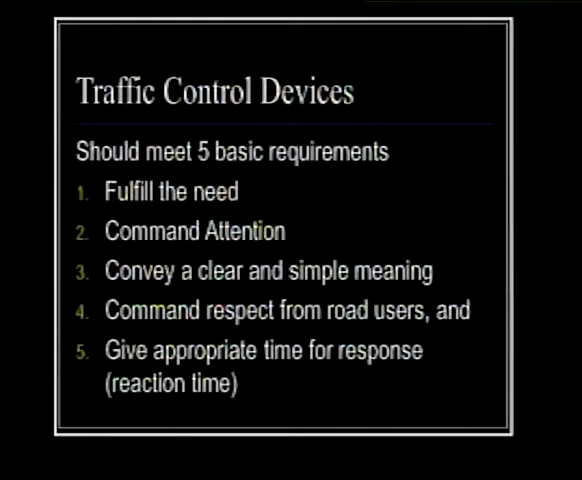 Traffic Control Devices
Should meet 5 basic requirements
1. Fulfill the need
2. Command Attention
3. Convey a clear and simple meaning
4. Command respect from road users, and
5. Give appropriate time for response
(reaction time)